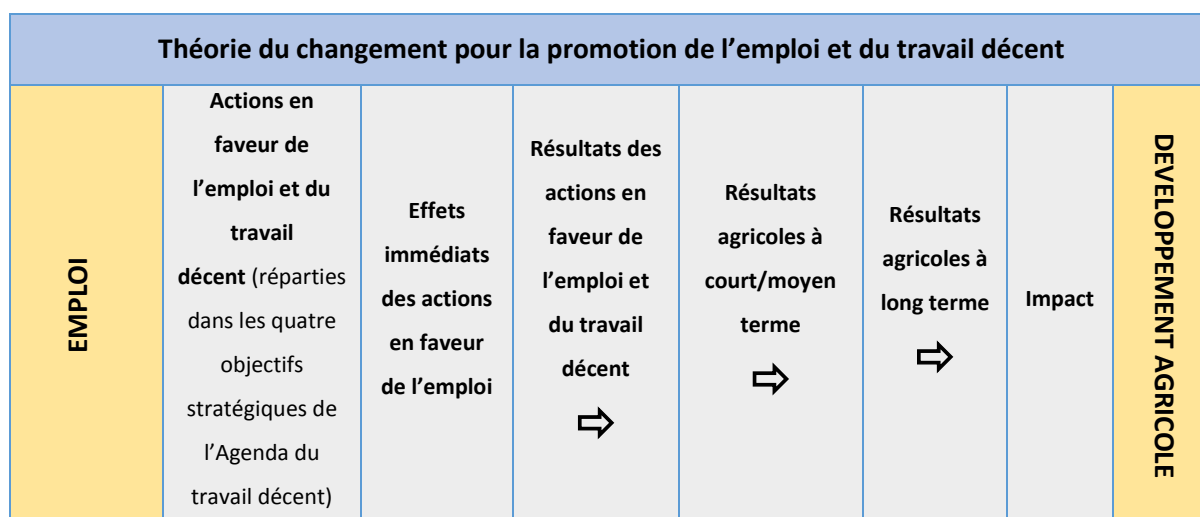 Théorie du changement pour la promotion de l’emploi et du travail décent
EMPLOI
Actions en
faveur de
l’emploi et du
travail
décent (réparties
dans les quatre
objectifs
stratégiques de
l’Agenda du
travail décent)
Effets
immédiats
des actions
en faveur
de l’emploi
Résultats des
actions en
faveur de
l’emploi et
du travail
décent
Résultats
agricoles à
court/moyen
terme
Résultats
agricoles à
long terme
Impact
DEVELOPPEMENT AGRICOLE